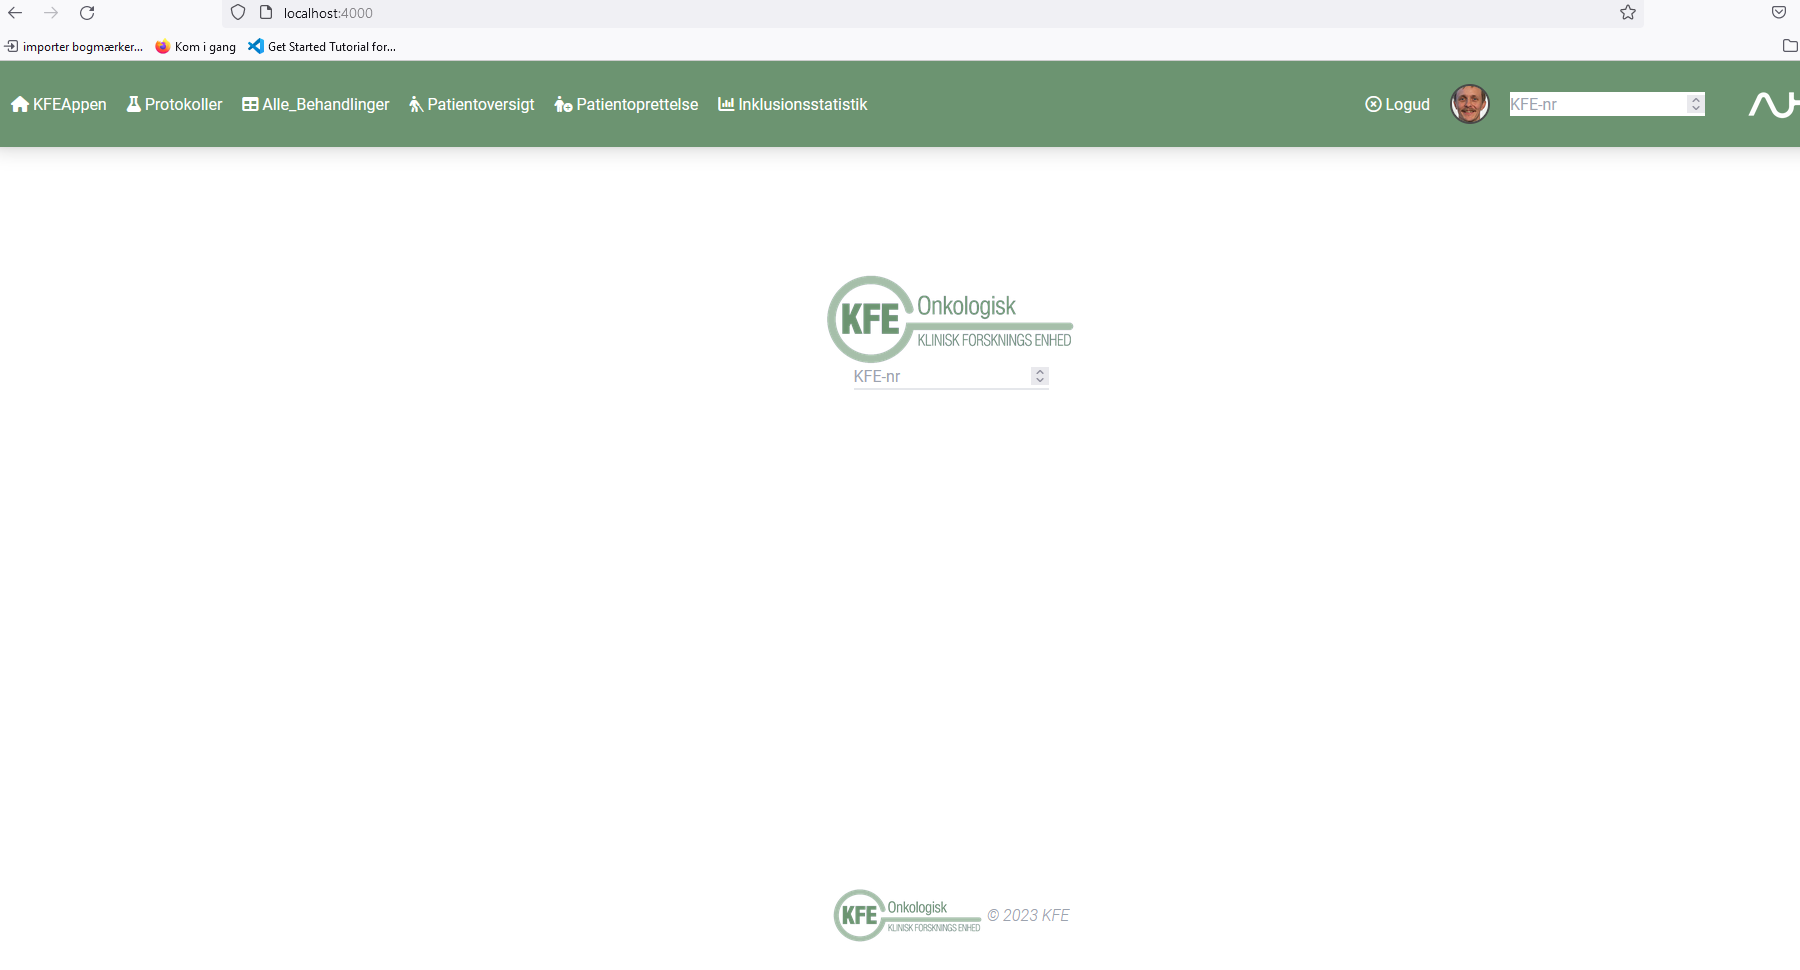 localhost:4000
importer bogmærker... Kom i gang Get Started Tutorial for...
KFEAppen Protokoller Alle_Behandlinger Patientoversigt Patientoprettelse Inklusionsstatistik Logud KFE-nr
KFE Onkologisk
KLINISK FORSKNINGS ENHED
KFE-nr
KFE Onkologisk
KLINISK FORSKNINGS ENHED
© 2023 KFE